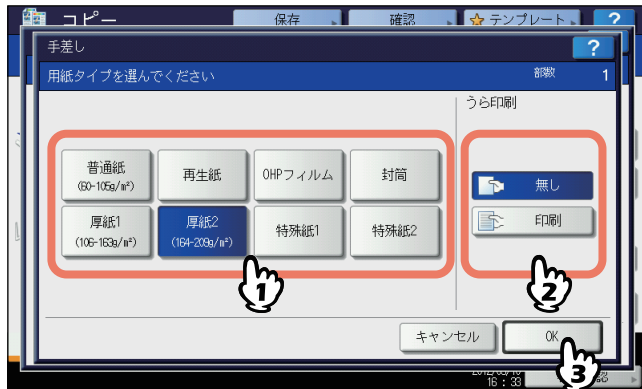 コピー 保存 確認 テンプレート ?
手差し ?
用紙タイプを選んでください 部数 1
うら印刷
普通紙 再生紙 OHPフィルム 封筒
(60-105g/m²)
無し
厚紙1 厚紙2 特殊紙1 特殊紙2 印刷
(106-163g/m²) (164-209g/m²)
1 2
キャンセル OK
3
16:33